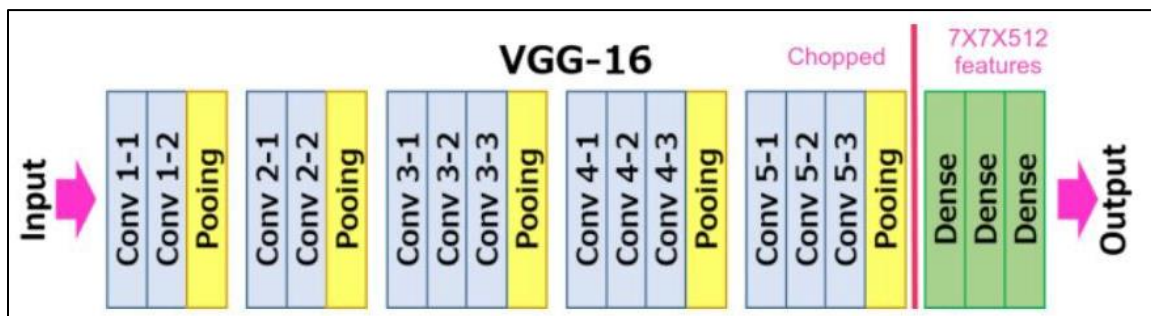 VGG-16
Chopped
7X7X512
features
Input
Conv 1-1
Conv 1-2
Pooing
Conv 2-1
Conv 2-2
Pooing
Conv 3-1
Conv 3-2
Conv 3-3
Pooing
Conv 4-1
Conv 4-2
Conv 4-3
Pooing
Conv 5-1
Conv 5-2
Conv 5-3
Pooing
Dense
Dense
Dense
Output